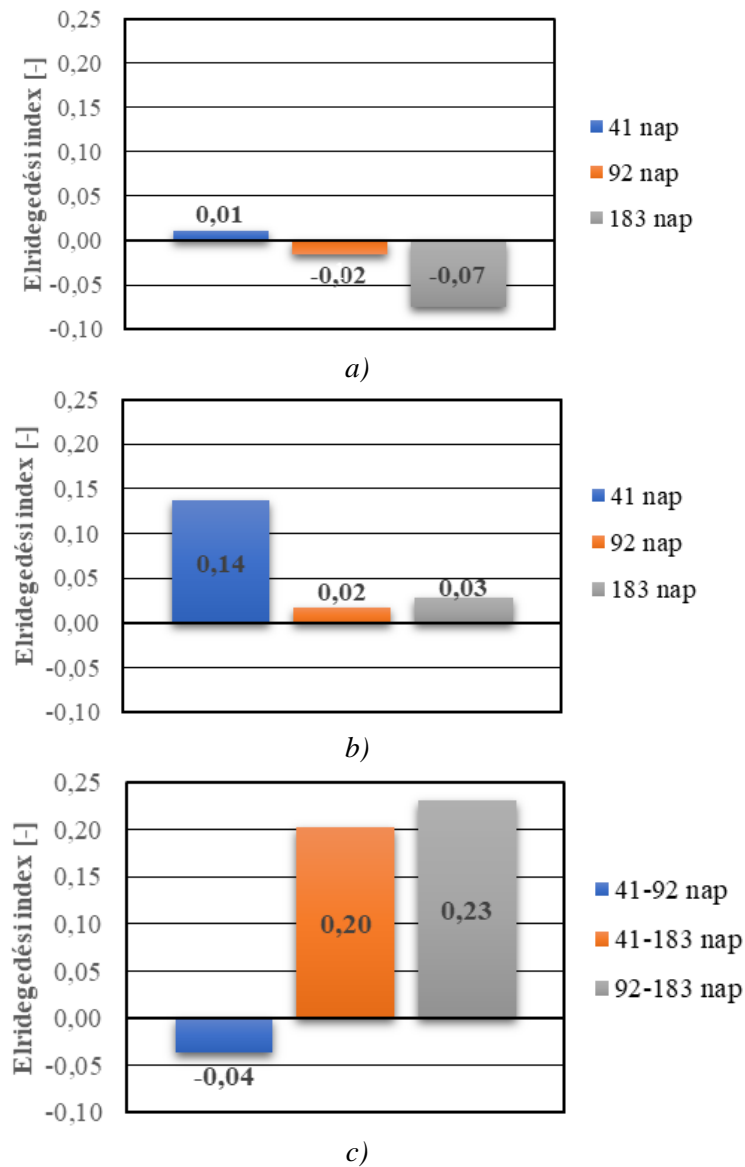 Elridegedési index [-]
0,25
0,20
0,15
0,10
0,05
0,00
-0,05
-0,10
0,01
-0,02
-0,07
41 nap
92 nap
183 nap
a)
Elridegedési index [-]
0,25
0,20
0,15
0,10
0,05
0,00
-0,05
-0,10
0,14
0,02
0,03
41 nap
92 nap
183 nap
b)
Elridegedési index [-]
0,25
0,20
0,15
0,10
0,05
0,00
-0,05
-0,10
-0,04
0,20
0,23
41-92 nap
41-183 nap
92-183 nap
c)